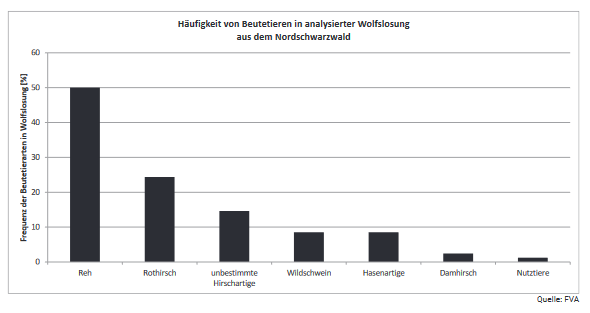 Häufigkeit von Beutetieren in analysierter Wolfslosung
aus dem Nordschwarzwald
Frequenz der Beutetierarten in Wolfslosung [%]
60
50
40
30
20
10
0
Reh
Rothirsch
unbestimmte
Hirschartige
Wildschwein
Hasenartige
Damhirsch
Nutztiere
Quelle: FVA